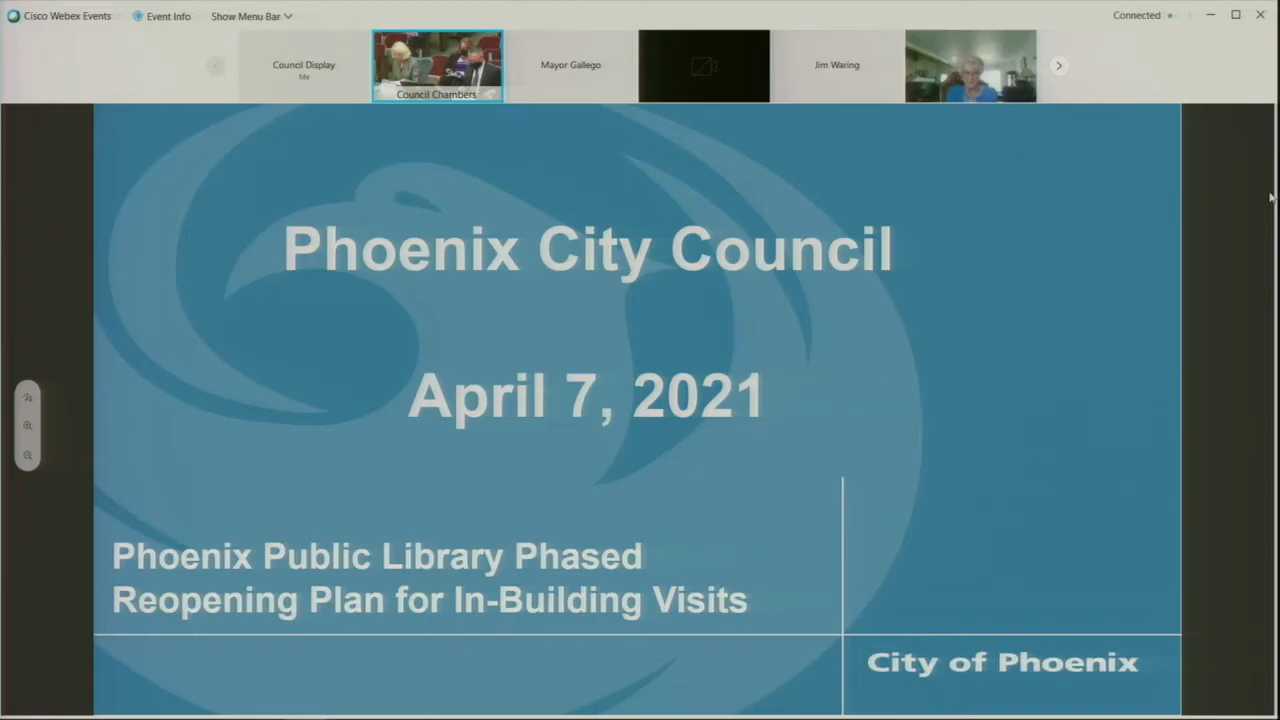 Cisco Webex Events
Event Info
Show Menu Bar
Connected
Council Display
Me
Council Chambers
Mayor Gallego
Jim Waring
Phoenix City Council
April 7, 2021
Phoenix Public Library Phased
Reopening Plan for In-Building Visits
City of Phoenix